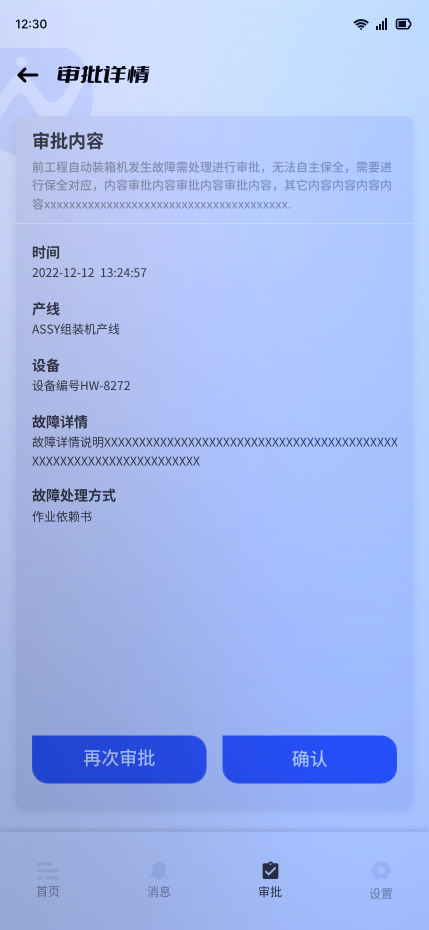 12:30
审批详情
审批内容
前工程自动装箱机发生故障需处理进行审批，无法自主保全，需要进
行保全对应，内容审批内容审批内容审批内容，其它内容内容内容内
容xxxxxxxxxxxxxxxxxxxxxxxxxxxxxxxxxxxxxxx.
时间
2022-12-12 13:24:57
产线
ASSY组装机产线
设备
设备编号HW-8272
故障详情
故障详情说明XXXXXXXXXXXXXXXXXXXXXXXXXXXXXXXXXXXXXXXXXX
XXXXXXXXXXXXXXXXXXXXXXXX
故障处理方式
作业依赖书
再次审批
确认
首页
消息
审批
设置